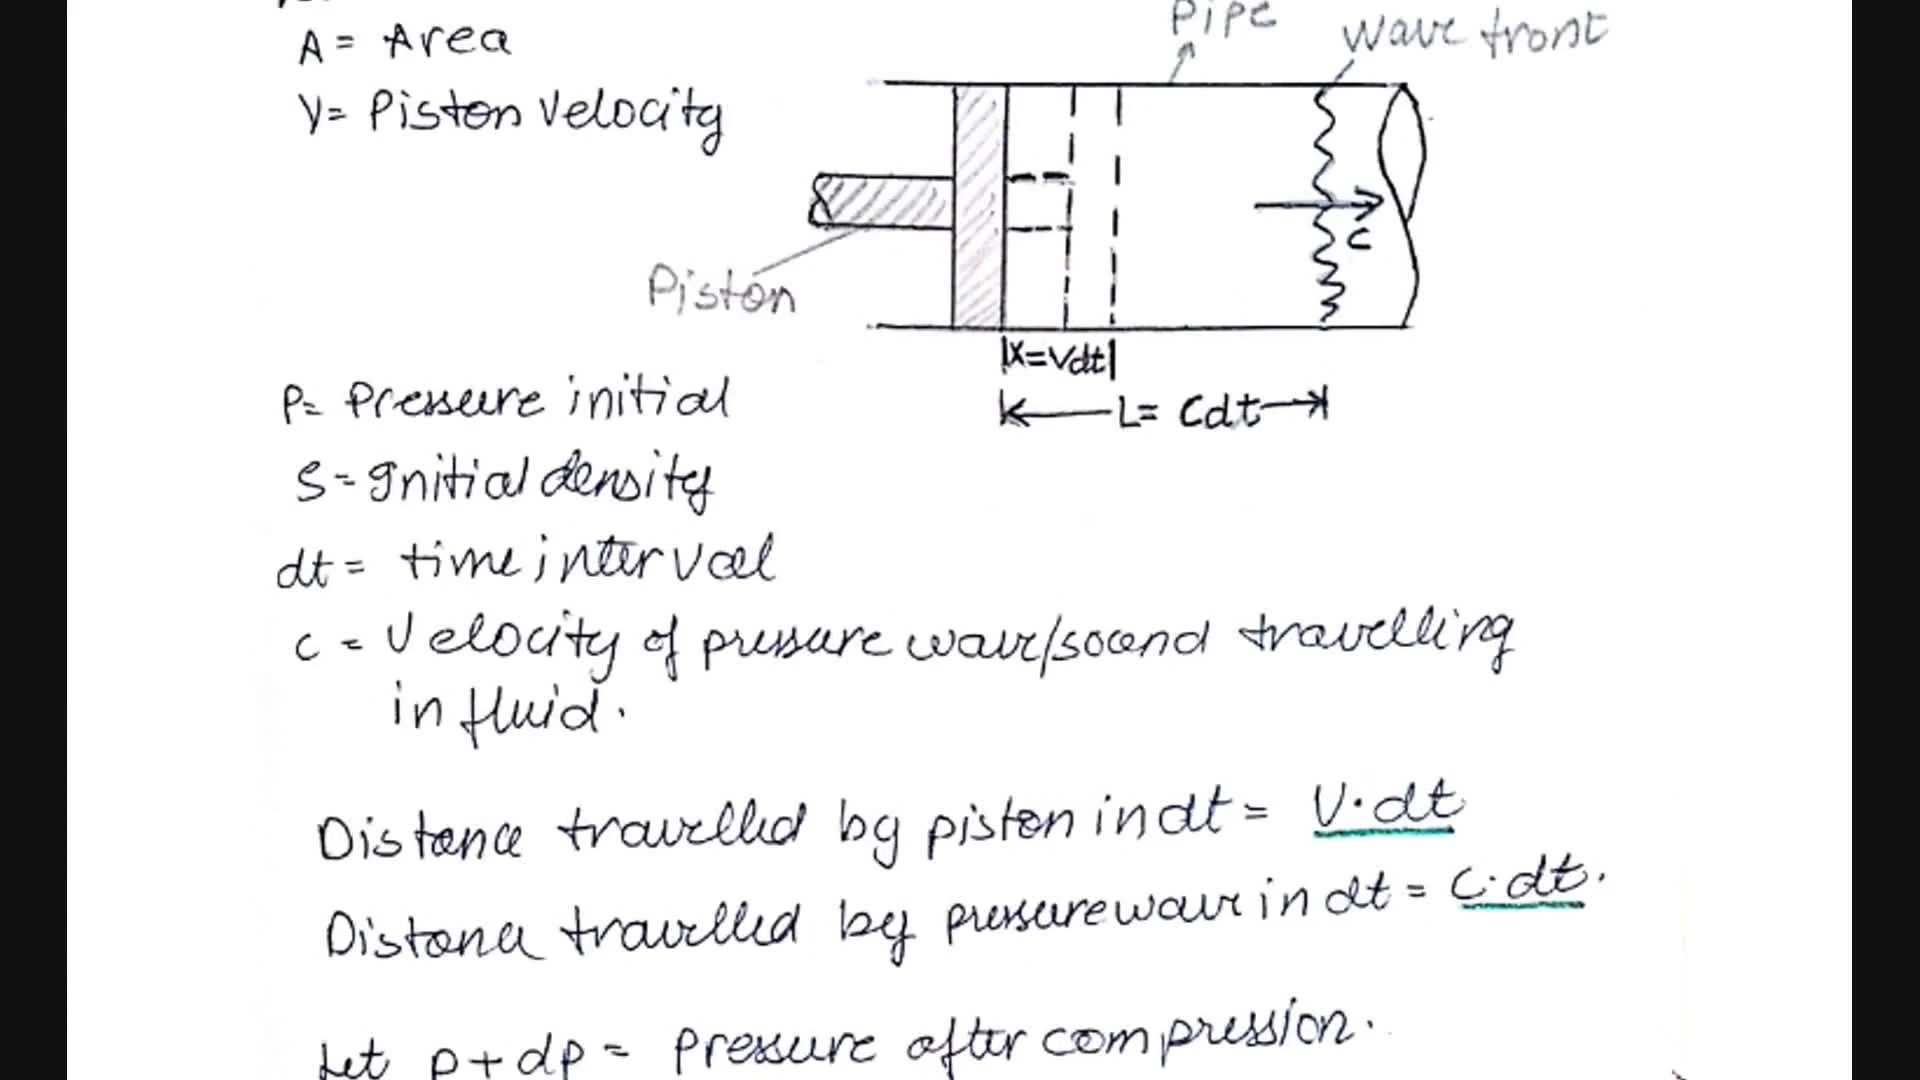 A = Area
V= Piston Velocity
Pipe
wave front
C
Piston
x=vdt
L= Cdt
P= Pressure initial
S-Initial density
dt = time interval
C = Velocity of pressure wave/sound travelling
in fluid.
Distance travelled by piston in dt = V.dt
Distance travelled by pressure wave in dt = C.dt.
Let p+dp = Pressure after compression.